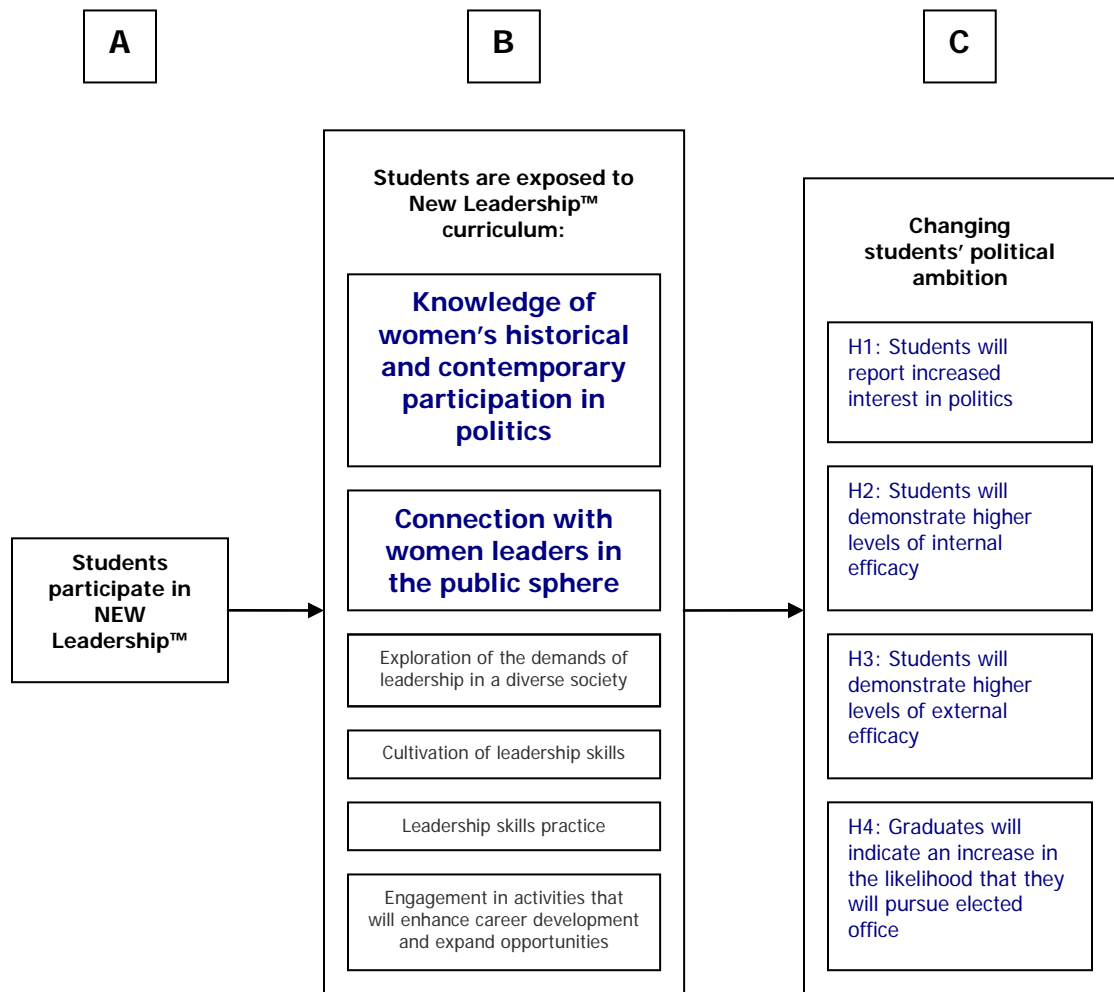 A
B
C
Students
participate in
NEW
Leadership™
Students are exposed to
New Leadership™
curriculum:
Knowledge of
women's historical
and contemporary
participation in
politics
Connection with
women leaders in
the public sphere
Exploration of the demands of
leadership in a diverse society
Cultivation of leadership skills
Leadership skills practice
Engagement in activities that
will enhance career development
and expand opportunities
Changing
students' political
ambition
H1: Students will
report increased
interest in politics
H2: Students will
demonstrate higher
levels of internal
efficacy
H3: Students will
demonstrate higher
levels of external
efficacy
H4: Graduates will
indicate an increase in
the likelihood that they
will pursue elected
office